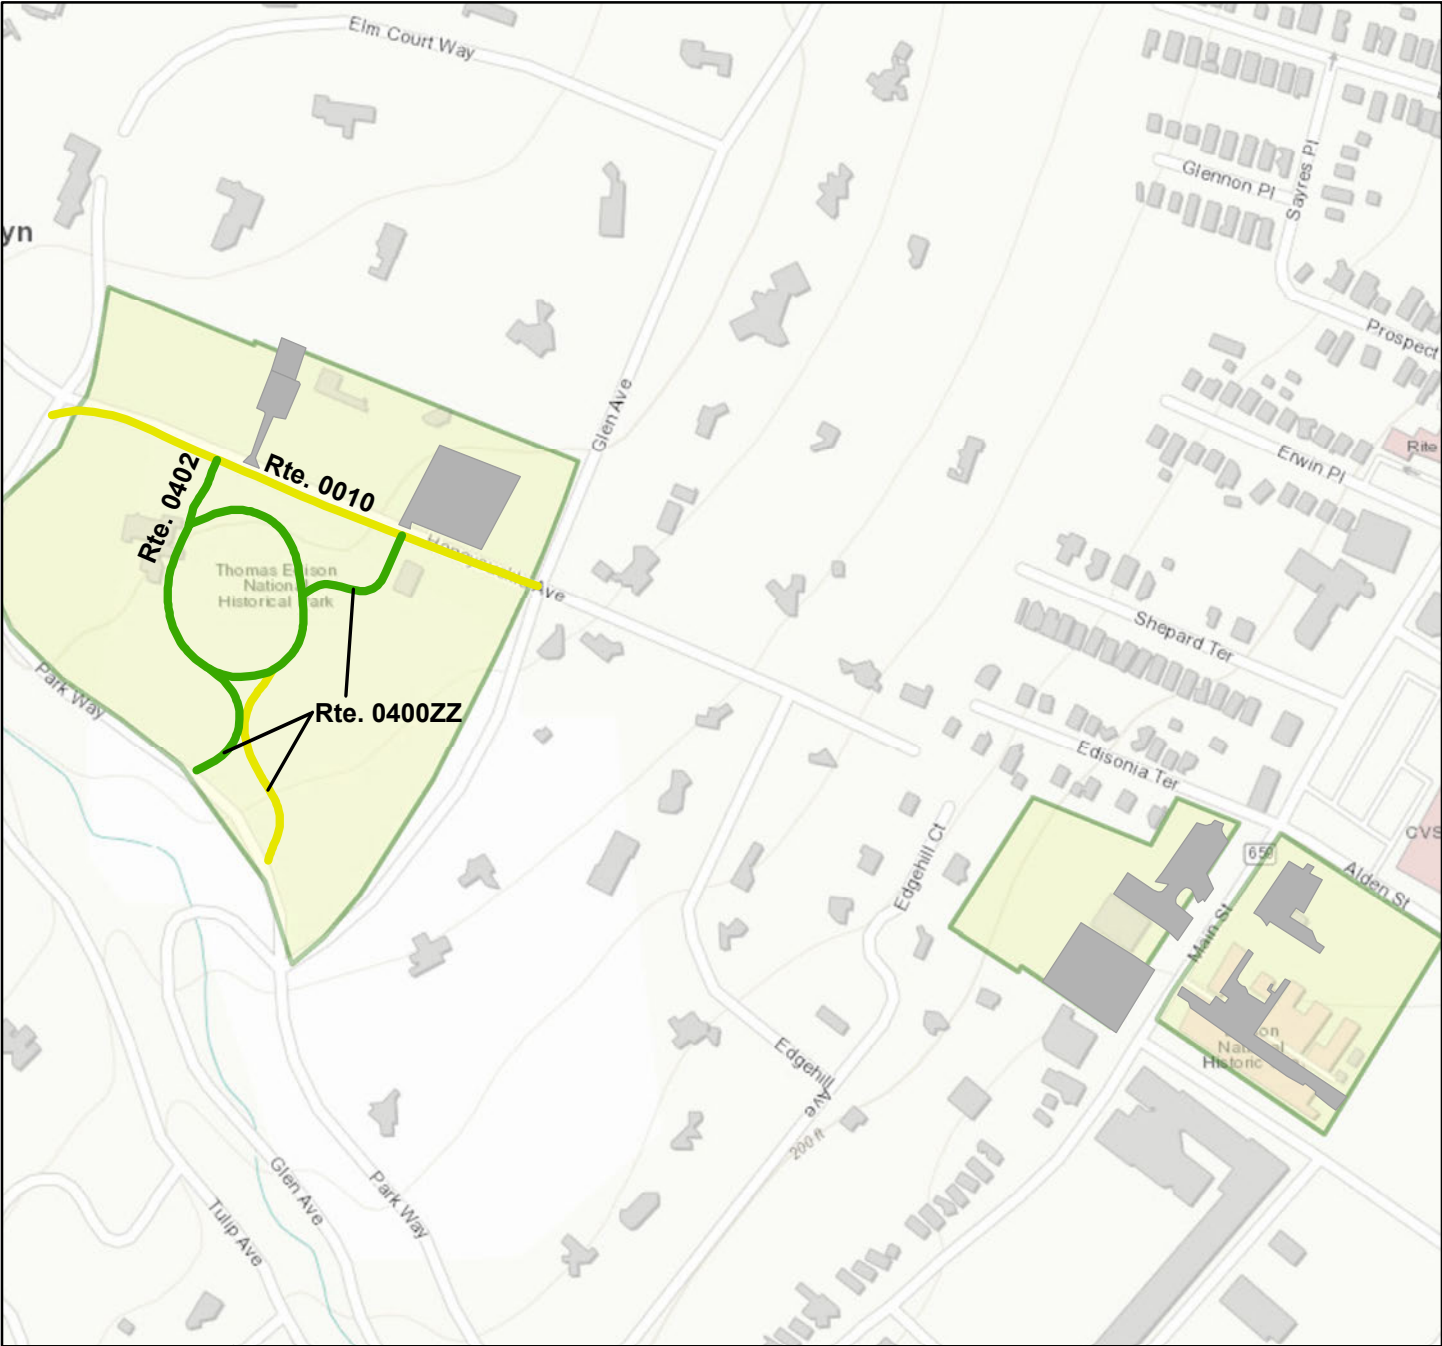 Elm Court Way
Glennon Pl
Sayres Pl
yn
Prospect
Glen Ave
Rite
Erwin Pl
Rte. 0402
Rte. 0010
Ave
Thomas Edison
National
Historical Park
Shepard Ter
Park Way
Rte. 0400ZZ
Edisonia Ter
CVS
Edgehill Ct
659
Alden St
Main St
on
Historic
Edgehill
Ave
200 ft
Glen Ave
Park Way
Tulip Ave